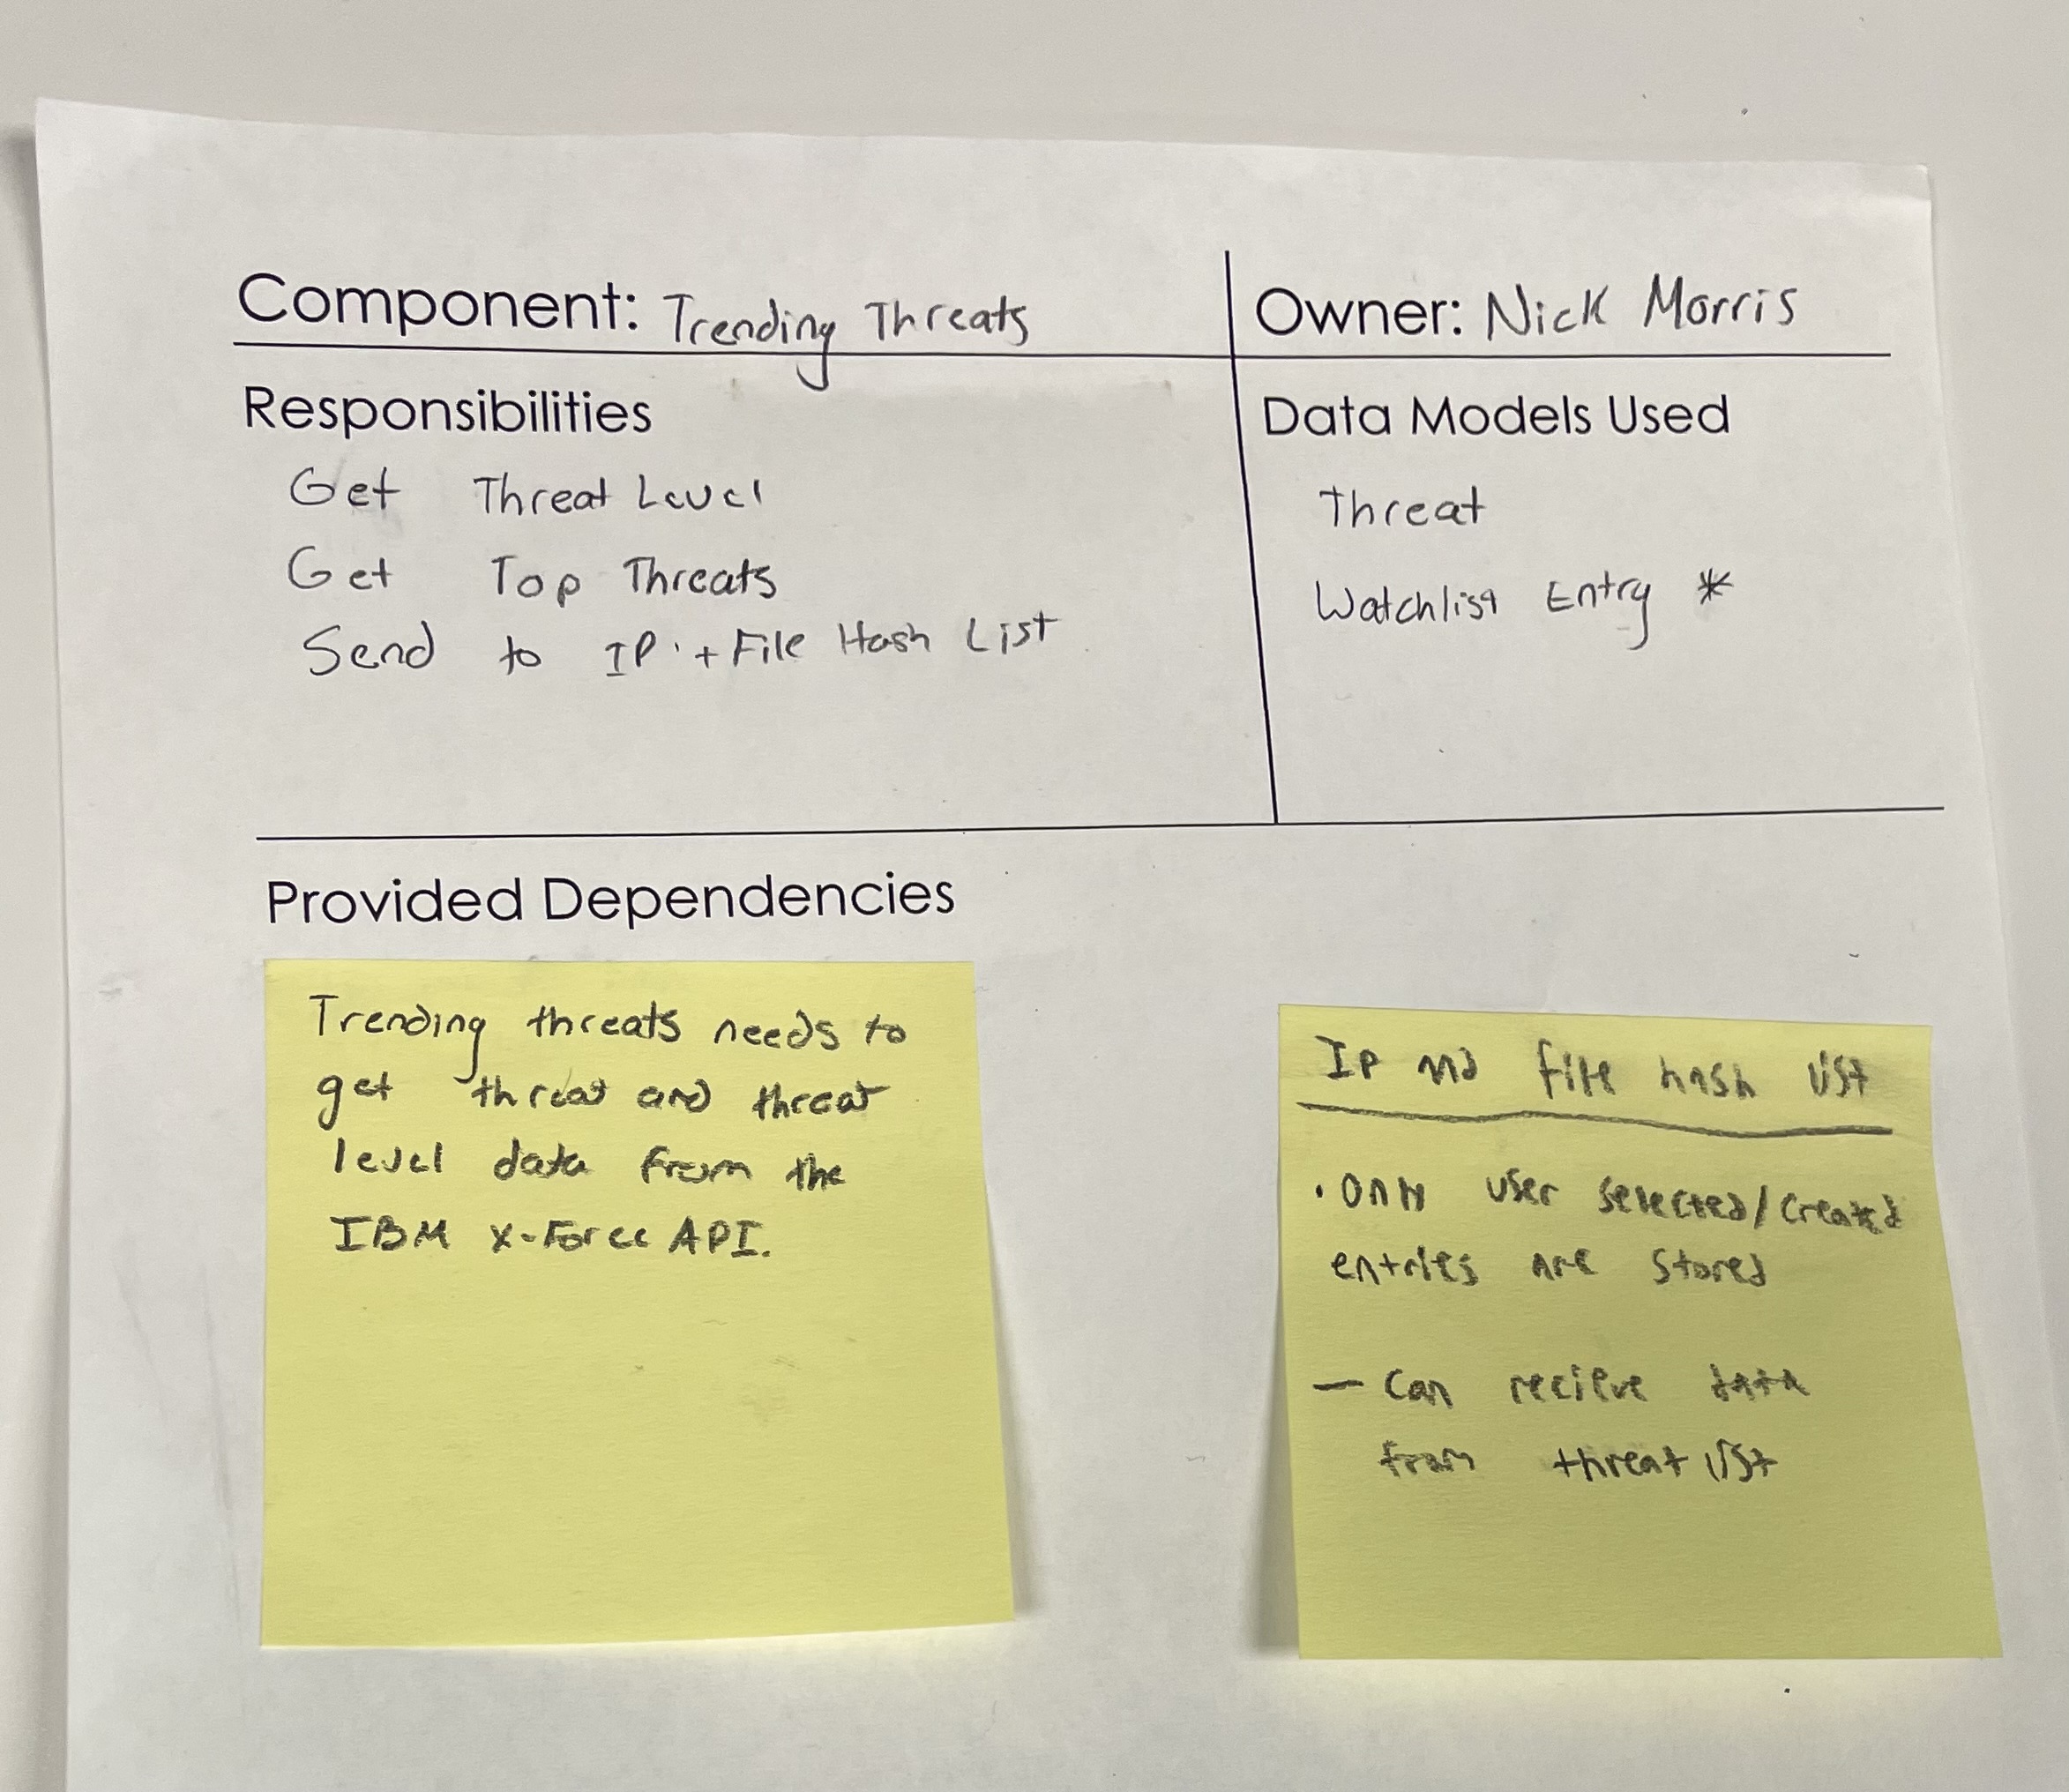 Component: Trending Threats
Owner: Nick Morris
Responsibilities
Get Threat Level
Get Top Threats
Send to IP + File Hash List
Data Models Used
Threat
Watchlist Entry *
Provided Dependencies
Trending threats needs to
get threat and threat
level data from the
IBM X-Force API.
IP and file hash list
• Only user selected/created
entries are stored
— Can recieve data
from threat list